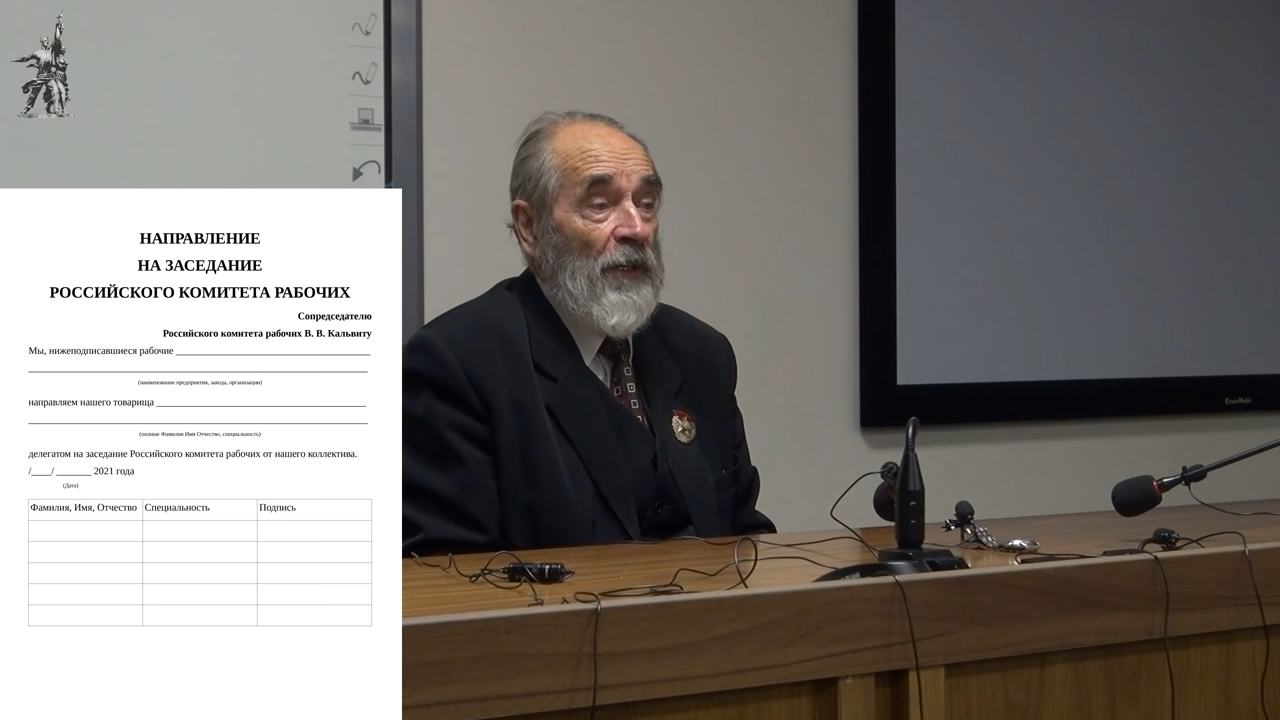 НАПРАВЛЕНИЕ
НА ЗАСЕДАНИЕ
РОССИЙСКОГО КОМИТЕТА РАБОЧИХ
Сопредседателю
Российского комитета рабочих В. В. Кальвиту
Мы, нижеподписавшиеся рабочие
(наименование предприятия, завода, организации)
направляем нашего товарища
(полные Фамилия Имя Отчество, специальность)
делегатом на заседание Российского комитета рабочих от нашего коллектива.
/____/ _______ 2021 года
(Дата)
Фамилия, Имя, Отчество Специальность Подпись